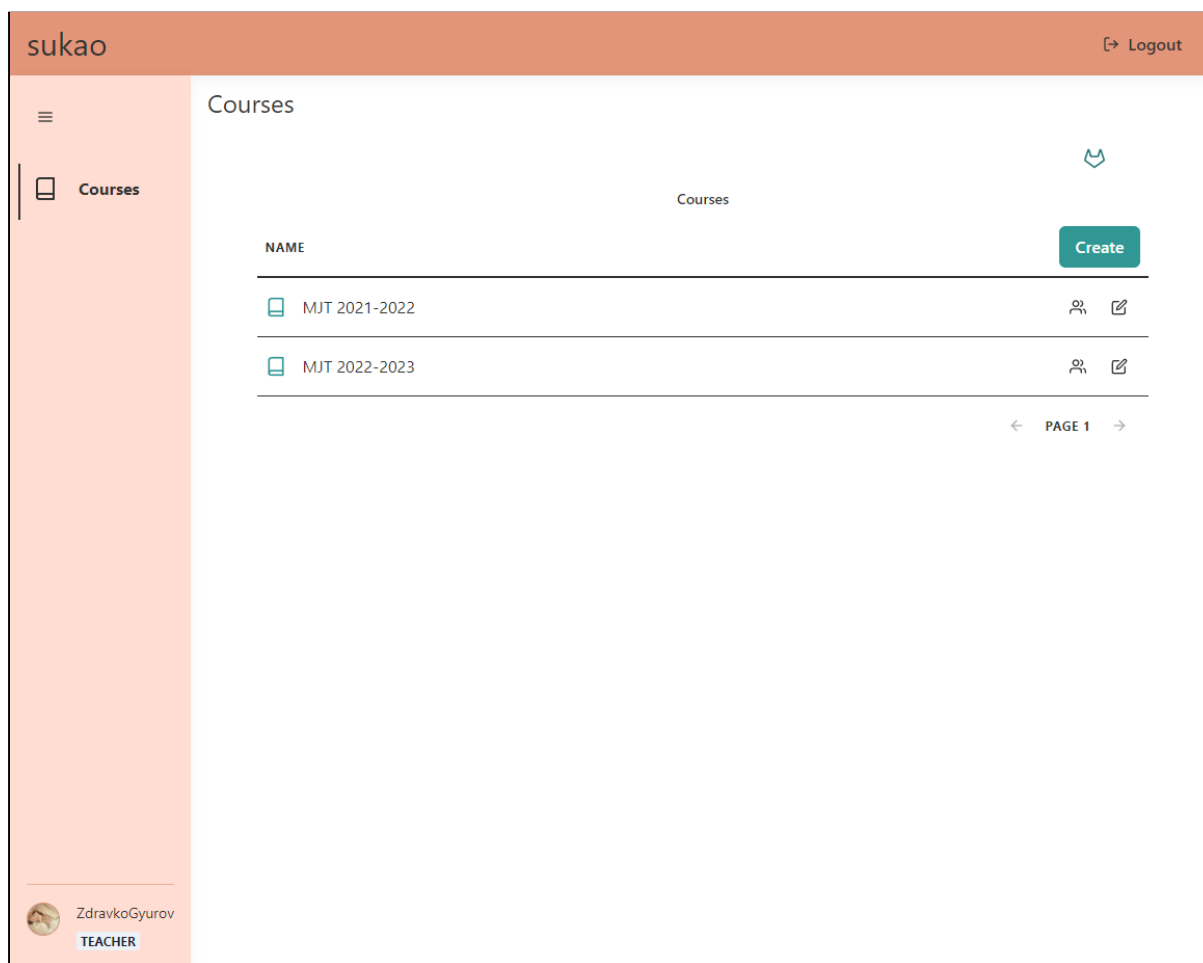 sukao
Logout
Courses
Courses
Courses
NAME
Create
MJT 2021-2022
MJT 2022-2023
PAGE 1
ZdravkoGyurov
TEACHER